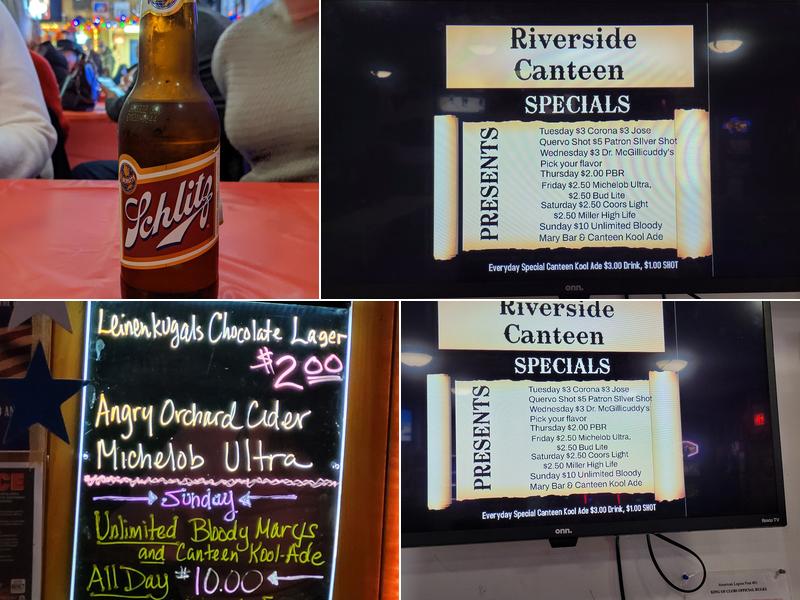 Schlitz
Riverside
Canteen
SPECIALS
PRESENTS
Tuesday $3 Corona $3 Jose
Quervo Shot $5 Patron SIlver Shot
Wednesday $3 Dr. McGillicuddy's
Pick your flavor
Thursday $2.00 PBR
Friday $2.50 Michelob Ultra,
$2.50 Bud Lite
Saturday $2.50 Coors Light
$2.50 Miller High Life
Sunday $10 Unlimited Bloody
Mary Bar & Canteen Kool Ade
Everyday Special Canteen Kool Ade $3.00 Drink, $1.00 SHOT
onn.
Leinenkugals Chocolate Lager
$2.00
Angry Orchard Cider
Michelob Ultra
Sunday
Unlimited Bloody Marys
and Canteen Kool-Ade
All Day $10.00
Riverside
Canteen
SPECIALS
PRESENTS
Tuesday $3 Corona $3 Jose
Quervo Shot $5 Patron SIlver Shot
Wednesday $3 Dr. McGillicuddy's
Pick your flavor
Thursday $2.00 PBR
Friday $2.50 Michelob Ultra,
$2.50 Bud Lite
Saturday $2.50 Coors Light
$2.50 Miller High Life
Sunday $10 Unlimited Bloody
Mary Bar & Canteen Kool Ade
Everyday Special Canteen Kool Ade $3.00 Drink, $1.00 SHOT
onn.
Roku TV
KING OF CLUBS OFFICIAL RULES